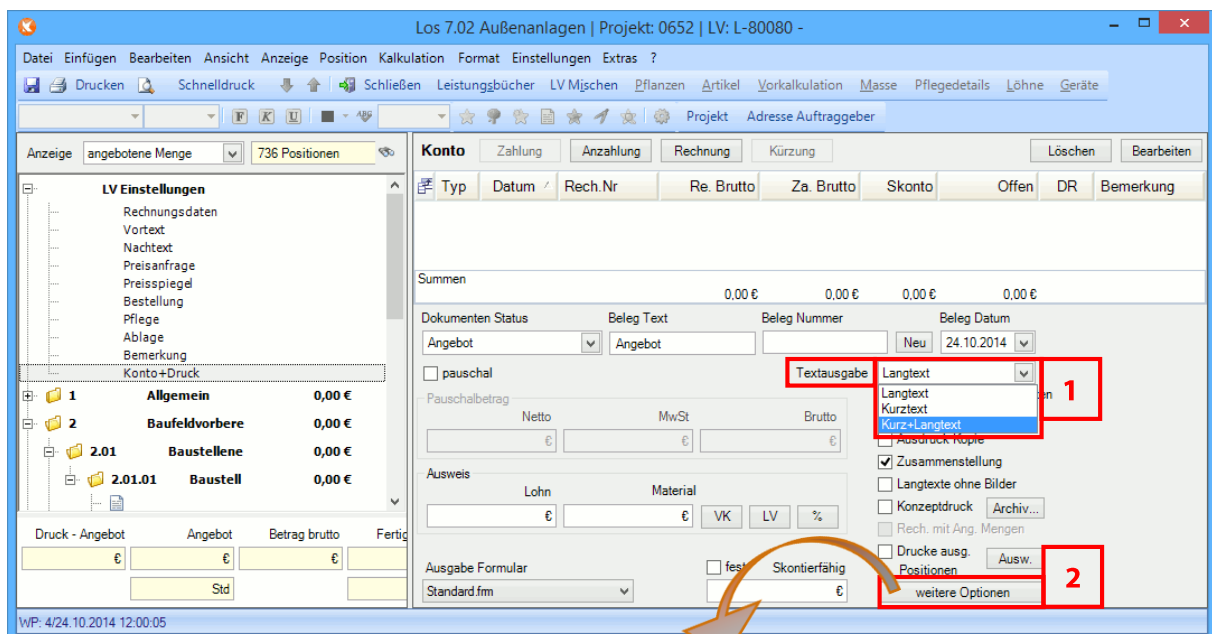 Los 7.02 Außenanlagen | Projekt: 0652 | LV: L-80080 -
Datei Einfügen Bearbeiten Ansicht Anzeige Position Kalkulation Format Einstellungen Extras ?
Drucken Schnelldruck Schließen Leistungsbücher LV Mischen Pflanzen Artikel Vorkalkulation Masse Pflegedetails Löhne Geräte
F K U ABC Projekt Adresse Auftraggeber
Anzeige angebotene Menge 736 Positionen
LV Einstellungen
Rechnungsdaten
Vortext
Nachtext
Preisanfrage
Preisspiegel
Bestellung
Pflege
Ablage
Bemerkung
Konto+Druck
1 Allgemein 0,00 €
2 Baufeldvorbere 0,00 €
2.01 Baustellene 0,00 €
2.01.01 Baustell 0,00 €
Druck - Angebot Angebot Betrag brutto Fertig
€ € €
Std
Konto Zahlung Anzahlung Rechnung Kürzung Löschen Bearbeiten
Typ Datum Rech.Nr Re. Brutto Za. Brutto Skonto Offen DR Bemerkung
Summen
0,00 € 0,00 € 0,00 € 0,00 €
Dokumenten Status Beleg Text Beleg Nummer Beleg Datum
Angebot Angebot Neu 24.10.2014
pauschal Textausgabe Langtext
Langtext
Kurztext
Kurz+Langtext
1
Pauschalbetrag
Netto MwSt Brutto
€ € €
Ausdruck Kopie
Zusammenstellung
Langtexte ohne Bilder
Konzeptdruck Archiv...
Rech. mit Ang. Mengen
Drucke ausg. Positionen Ausw.
Ausweis
Lohn Material
€ € VK LV %
Ausgabe Formular fest Skontierfähig
Standard.frm € weitere Optionen
2
WP: 4/24.10.2014 12:00:05